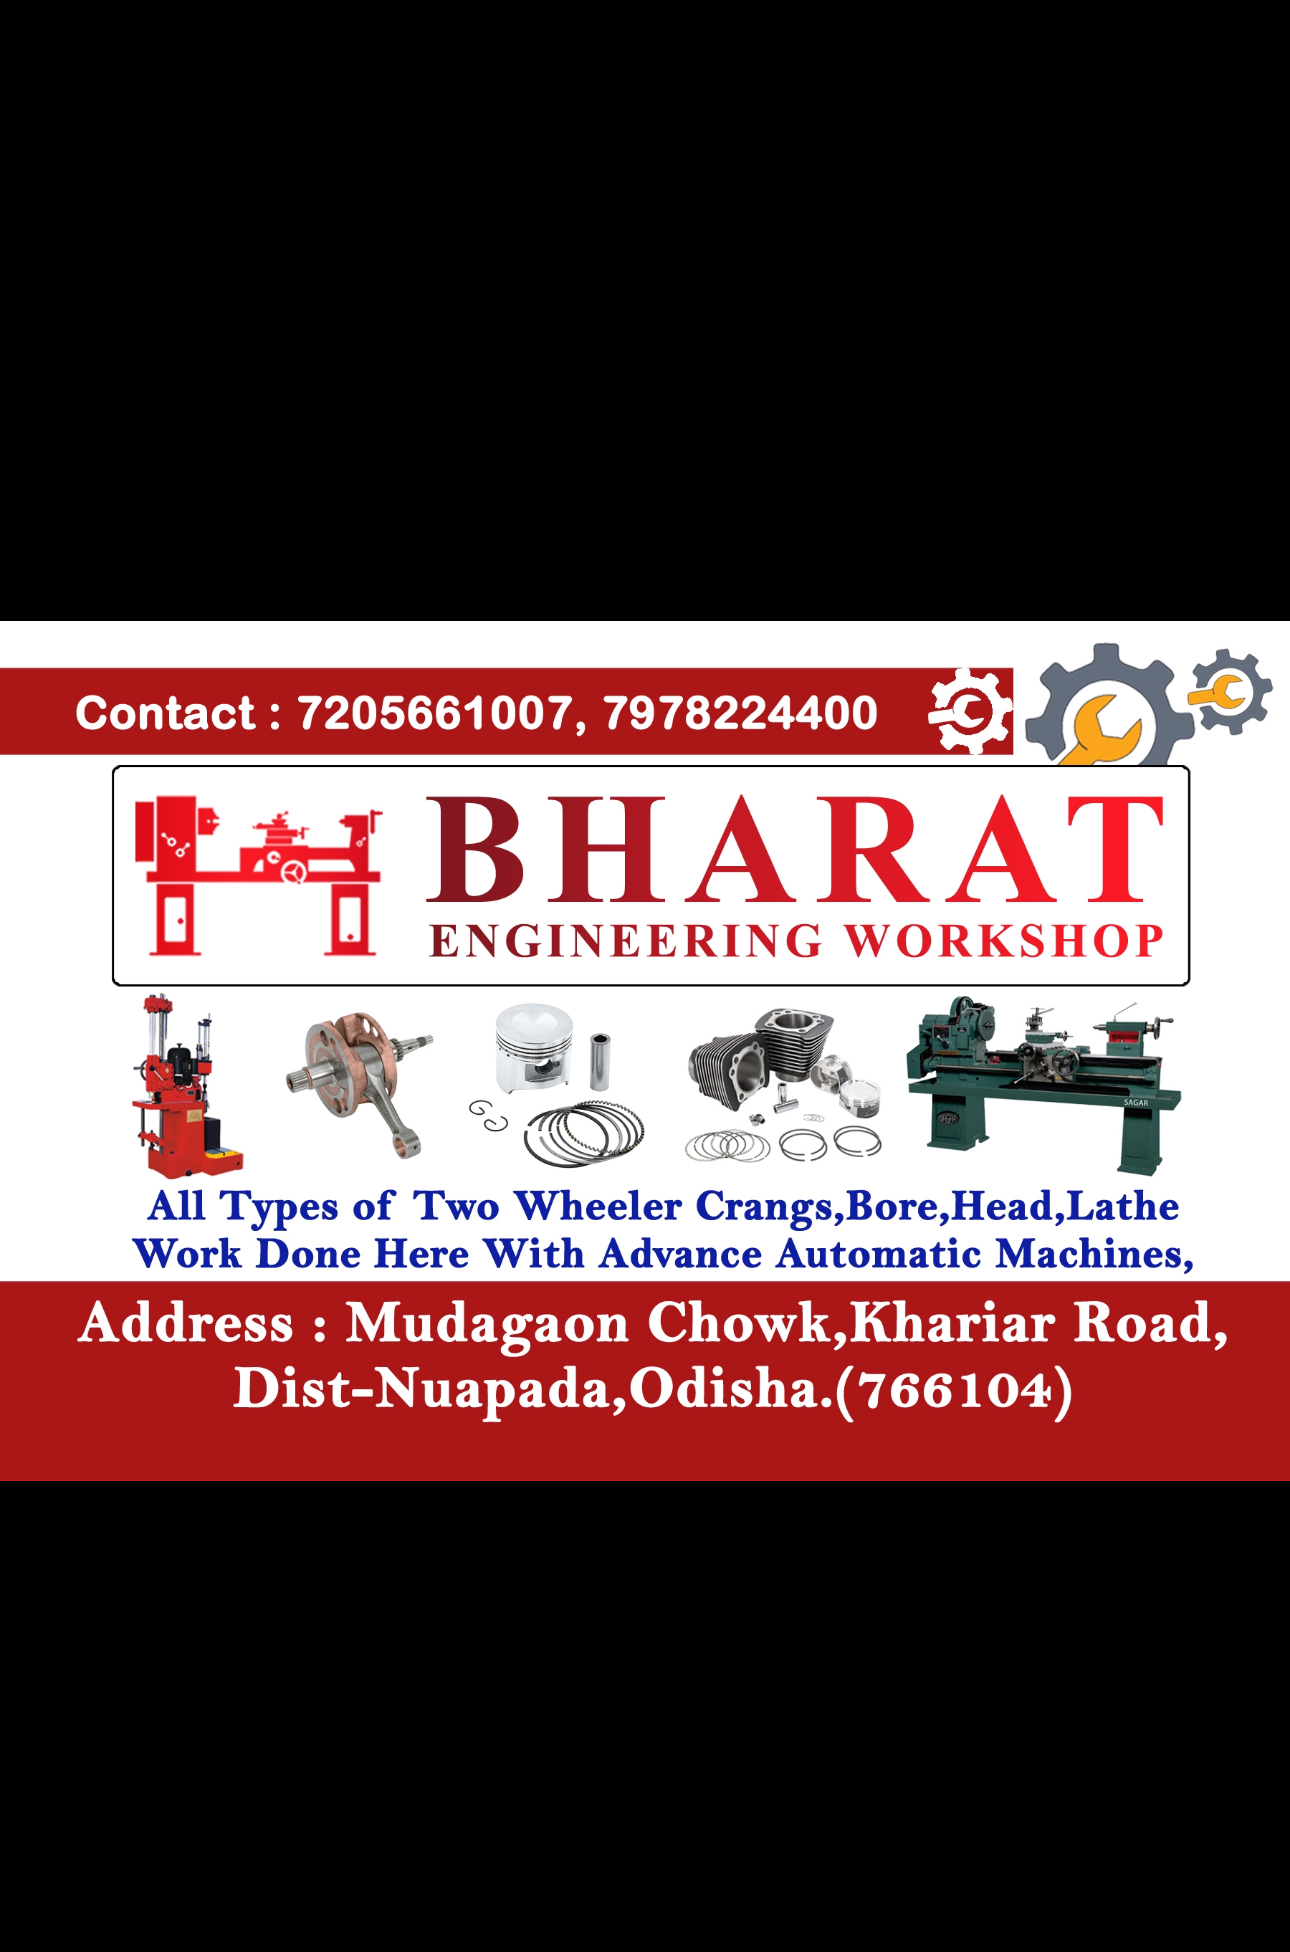 Contact : 7205661007, 7978224400
BHARAT
ENGINEERING WORKSHOP
SAGAR
All Types of Two Wheeler Crangs,Bore,Head,Lathe
Work Done Here With Advance Automatic Machines,
Address : Mudagaon Chowk,Khariar Road,
Dist-Nuapada,Odisha.(766104)